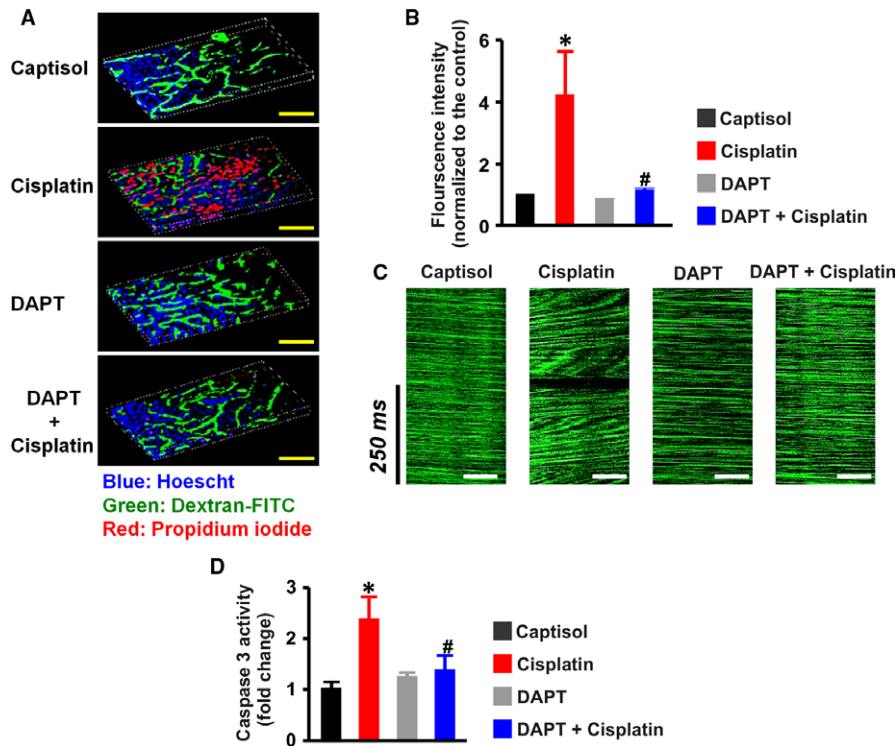 A
Captisol
Cisplatin
DAPT
DAPT
+
Cisplatin
Blue: Hoescht
Green: Dextran-FITC
Red: Propidium iodide
B
Flourscence intensity
(normalized to the control)
6
4
2
0
*
#
Captisol
Cisplatin
DAPT
DAPT + Cisplatin
C
Captisol Cisplatin DAPT DAPT + Cisplatin
250 ms
D
Caspase 3 activity
(fold change)
3
2
1
0
*
#
Captisol
Cisplatin
DAPT
DAPT + Cisplatin